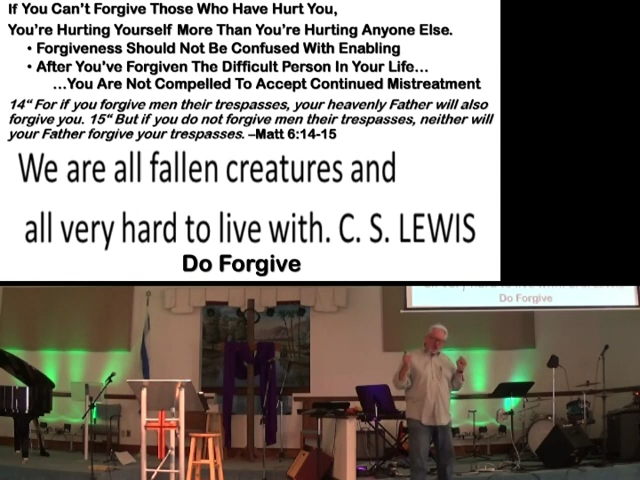 If You Can't Forgive Those Who Have Hurt You,
You're Hurting Yourself More Than You're Hurting Anyone Else.
• Forgiveness Should Not Be Confused With Enabling
• After You've Forgiven The Difficult Person In Your Life…
…You Are Not Compelled To Accept Continued Mistreatment
14“ For if you forgive men their trespasses, your heavenly Father will also
forgive you. 15“ But if you do not forgive men their trespasses, neither will
your Father forgive your trespasses. –Matt 6:14-15
We are all fallen creatures and
all very hard to live with. C. S. LEWIS
Do Forgive
Do Forgive